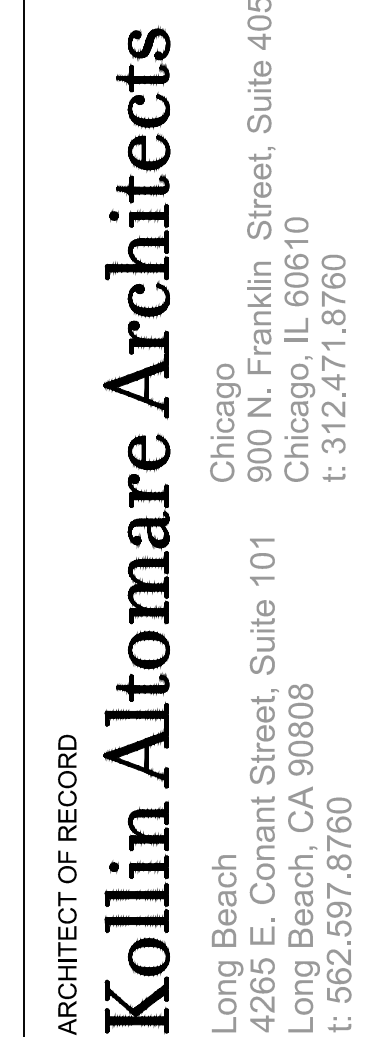 ARCHITECT OF RECORD
Kollin Altomare Architects
Long Beach
4265 E. Conant Street, Suite 101
Long Beach, CA 90808
t: 562.597.8760
Chicago
900 N. Franklin  Street, Suite 405
Chicago, IL 60610
t: 312.471.8760